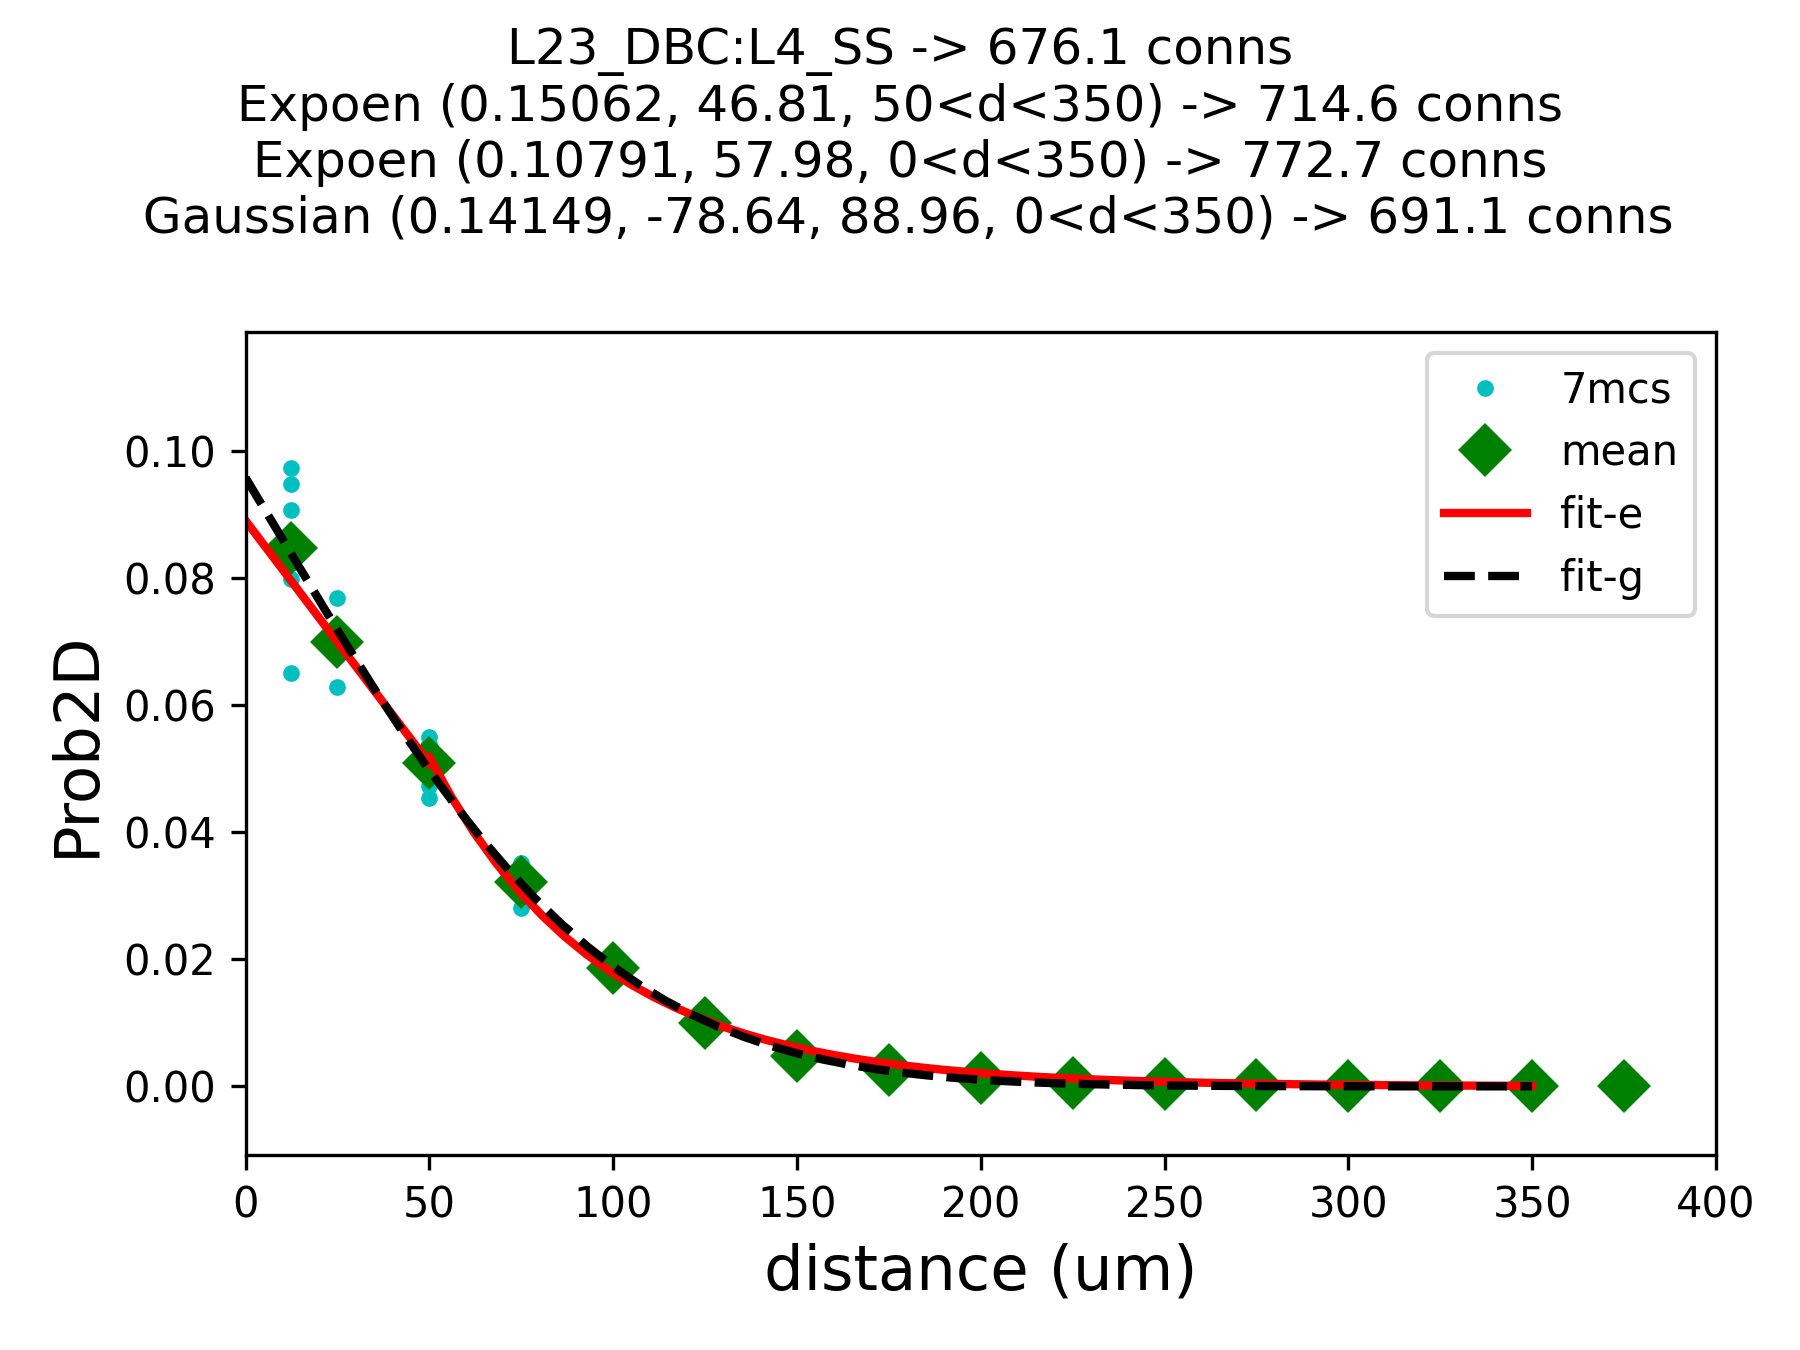 L23_DBC:L4_SS -> 676.1 conns
Expoen (0.15062, 46.81, 50<d<350) -> 714.6 conns
Expoen (0.10791, 57.98, 0<d<350) -> 772.7 conns
Gaussian (0.14149, -78.64, 88.96, 0<d<350) -> 691.1 conns
7mcs
mean
fit-e
fit-g
Prob2D
0.10
0.08
0.06
0.04
0.02
0.00
0 50 100 150 200 250 300 350 400
distance (um)